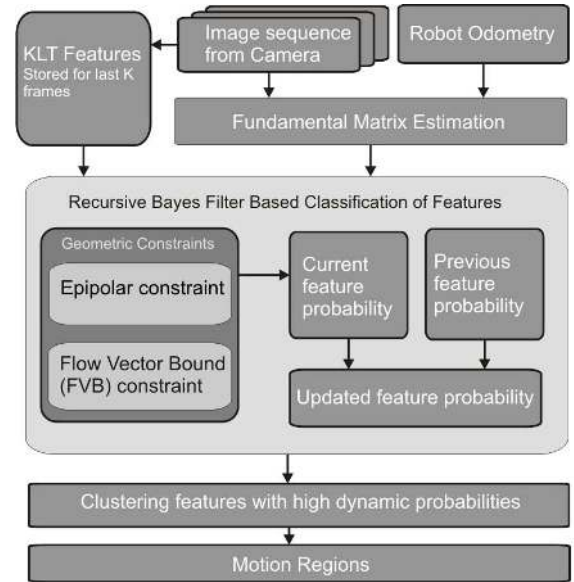 KLT Features
Stored for last K
frames
Image sequence
from Camera
Robot Odometry
Fundamental Matrix Estimation
Recursive Bayes Filter Based Classification of Features
Geometric Constraints
Epipolar constraint
Flow Vector Bound
(FVB) constraint
Current
feature
probability
Previous
feature
probability
Updated feature probability
Clustering features with high dynamic probabilities
Motion Regions